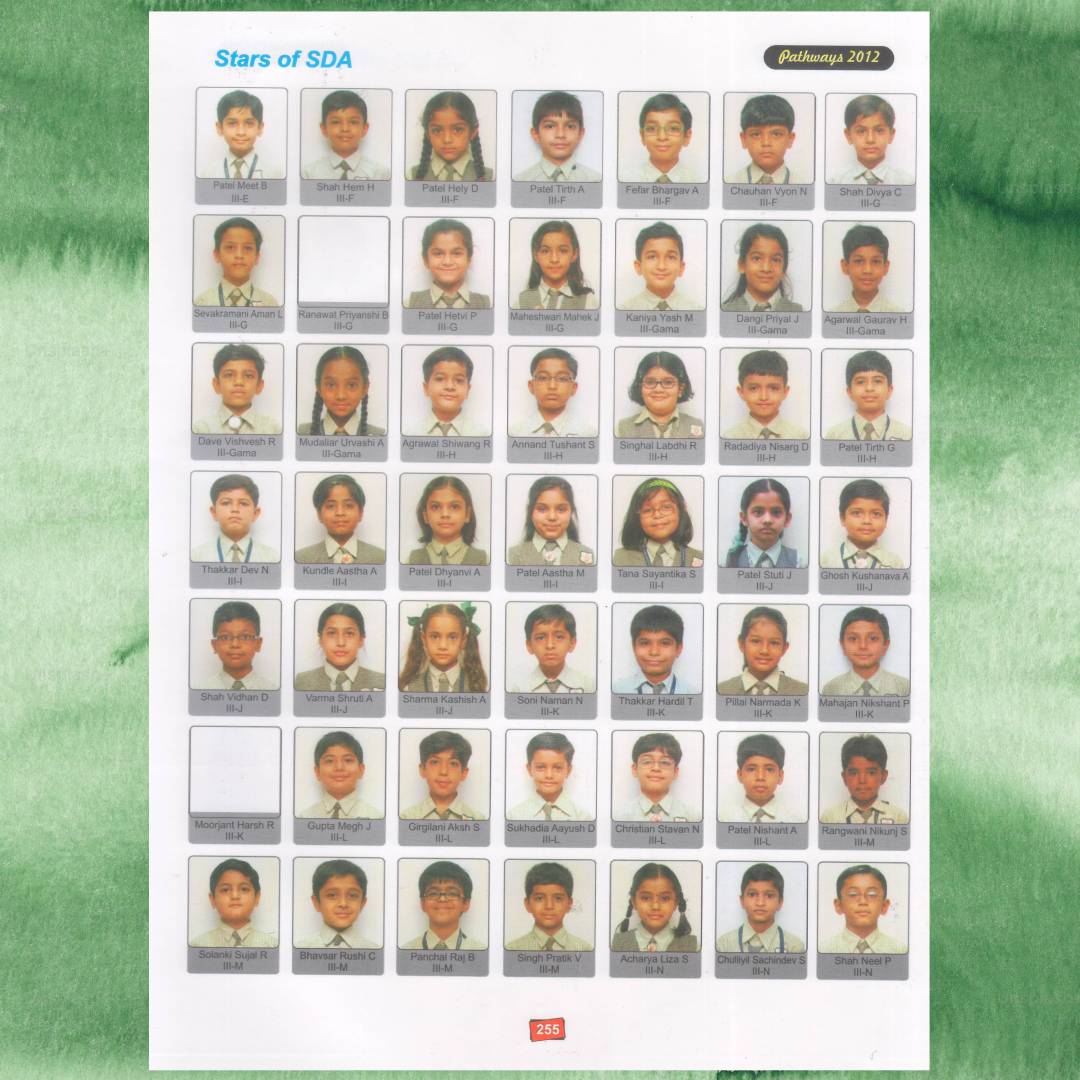 Stars of SDA
Pathways 2012
Patel Meet B
III-E
Shah Hem H
III-F
Patel Hely D
III-F
Patel Tirth A
III-F
Fefar Bhargav A
III-F
Chauhan Vyon N
III-F
Shah Divya C
III-G
Sevakramani Aman L
III-G
Ranawat Priyanshi B
III-G
Patel Hetvi P
III-G
Maheshwari Mahek J
III-G
Kaniya Yash M
III-Gama
Dangi Priyal J
III-Gama
Agarwal Gaurav H
III-Gama
Dave Vishvesh R
III-Gama
Mudaliar Urvashi A
III-Gama
Agrawal Shiwang R
III-H
Annand Tushant S
III-H
Singhal Labdhi R
III-H
Radadiya Nisarg D
III-H
Patel Tirth G
III-H
Thakkar Dev N
III-I
Kundle Aastha A
III-I
Patel Dhyanvi A
III-I
Patel Aastha M
III-I
Tana Sayantika S
III-I
Patel Stuti J
III-J
Ghosh Kushanava A
III-J
Shah Vidhan D
III-J
Varma Shruti A
III-J
Sharma Kashish A
III-J
Soni Naman N
III-K
Thakkar Hardil T
III-K
Pillai Narmada K
III-K
Mahajan Nikshant P
III-K
Moorjant Harsh R
III-K
Gupta Megh J
III-L
Girgilani Aksh S
III-L
Sukhadia Aayush D
III-L
Christian Stavan N
III-L
Patel Nishant A
III-L
Rangwani Nikunj S
III-M
Solanki Sujal R
III-M
Bhavsar Rushi C
III-M
Panchal Raj B
III-M
Singh Pratik V
III-M
Acharya Liza S
III-N
Chulliyil Sachindev S
III-N
Shah Neel P
III-N
255